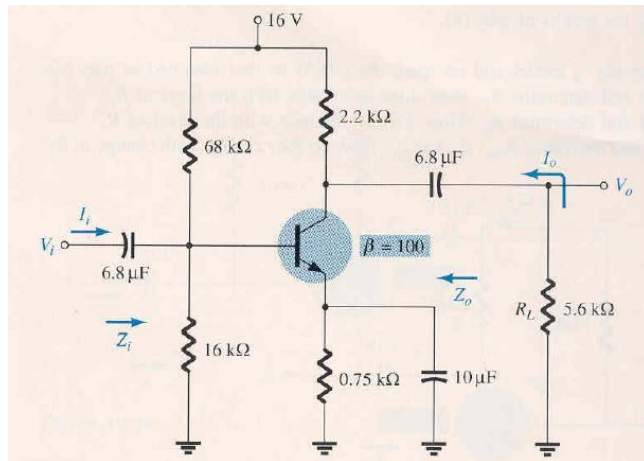 16 V
2.2 kΩ
68 kΩ
6.8 μF
I_o
V_o
I_i
V_i
β = 100
6.8 μF
Z_o
Z_i
R_L 5.6 kΩ
16 kΩ
0.75 kΩ
10 μF